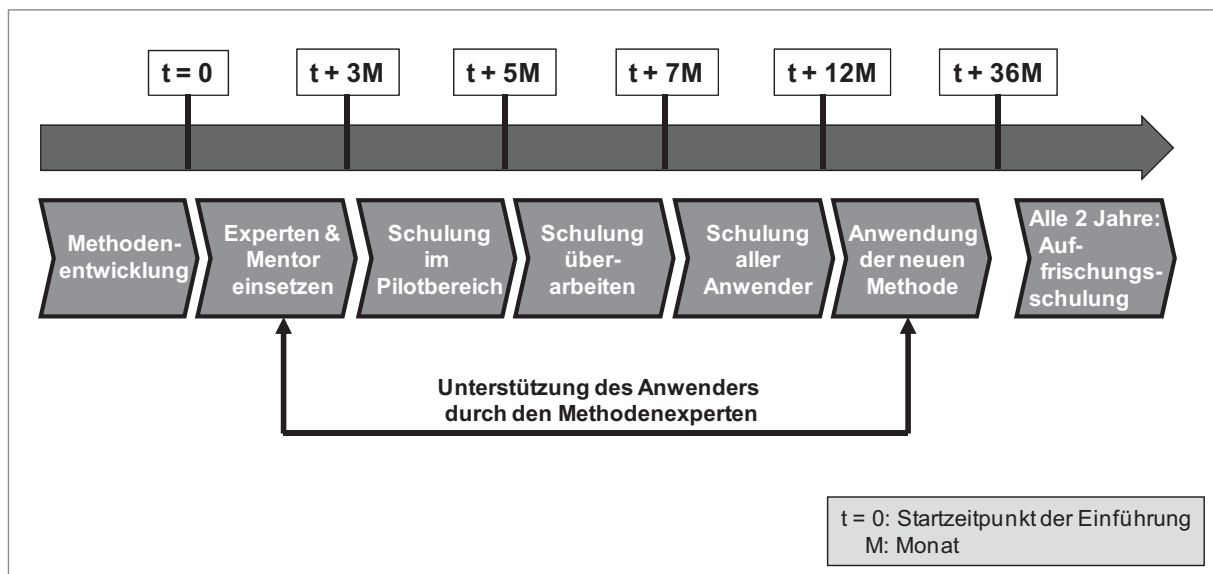 t = 0
t + 3M
t + 5M
t + 7M
t + 12M
t + 36M
Methoden-
entwicklung
Experten &
Mentor
einsetzen
Schulung
im
Pilotbereich
Schulung
über-
arbeiten
Schulung
aller
Anwender
Anwendung
der neuen
Methode
Alle 2 Jahre:
Auf-
frischungs-
schulung
Unterstützung des Anwenders
durch den Methodenexperten
t = 0: Startzeitpunkt der Einführung
M: Monat